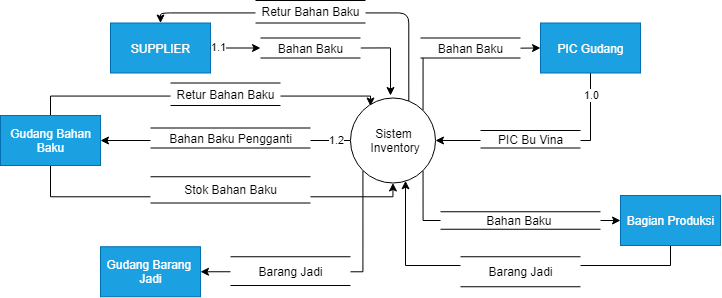 Retur Bahan Baku
SUPPLIER
1.1
Bahan Baku
Bahan Baku
PIC Gudang
Retur Bahan Baku
1.0
Gudang Bahan
Baku
Bahan Baku Pengganti
1.2
Sistem
Inventory
PIC Bu Vina
Stok Bahan Baku
Bahan Baku
Bagian Produksi
Gudang Barang
Jadi
Barang Jadi
Barang Jadi